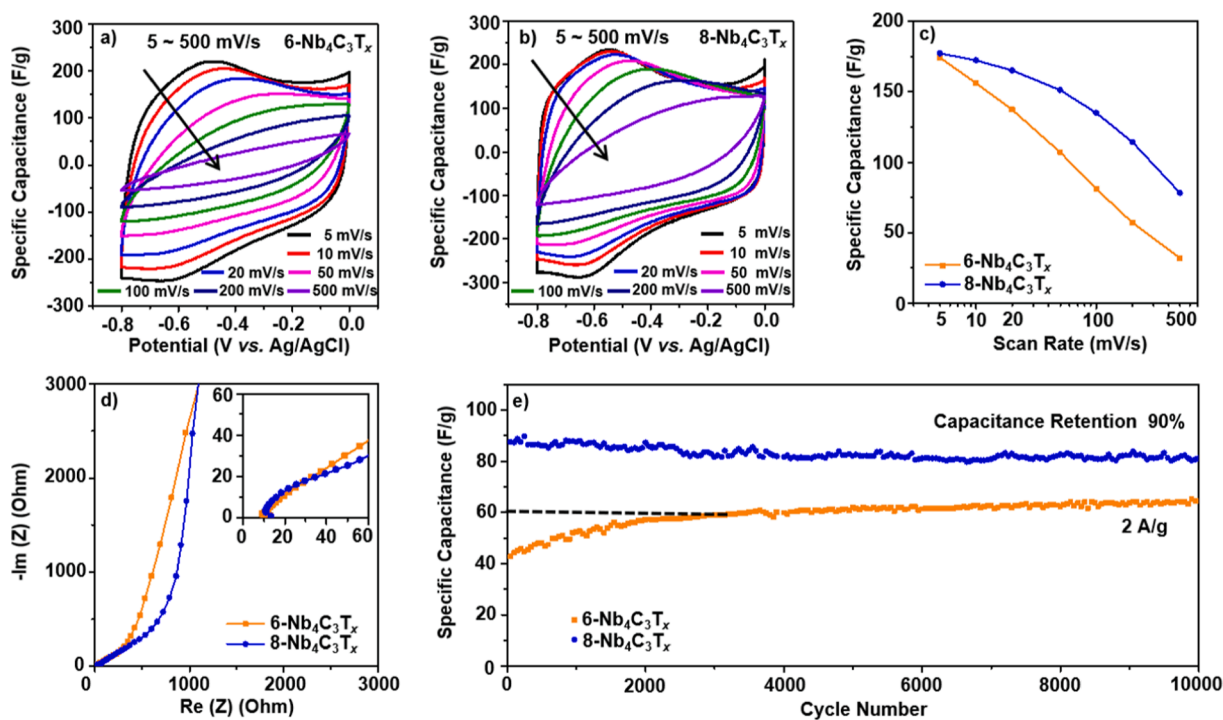 a)
5 ~ 500 mV/s
6-Nb₄C₃Tₓ
Specific Capacitance (F/g)
300
200
100
0.0
-100
-200
-300
5 mV/s
10 mV/s
20 mV/s
50 mV/s
100 mV/s
200 mV/s
500 mV/s
-0.8
-0.6
-0.4
-0.2
0.0
Potential (V vs. Ag/AgCl)
b)
5 ~ 500 mV/s
8-Nb₄C₃Tₓ
Specific Capacitance (F/g)
300
200
100
0.0
-100
-200
-300
5 mV/s
10 mV/s
20 mV/s
50 mV/s
100 mV/s
200 mV/s
500 mV/s
-0.8
-0.6
-0.4
-0.2
0.0
Potential (V vs. Ag/AgCl)
c)
Specific Capacitance (F/g)
200
150
100
50
0
6-Nb₄C₃Tₓ
8-Nb₄C₃Tₓ
5
10
20
100
500
Scan Rate (mV/s)
d)
-Im (Z) (Ohm)
3000
2000
1000
0
60
40
20
0
0
20
40
60
6-Nb₄C₃Tₓ
8-Nb₄C₃Tₓ
0
1000
2000
3000
Re (Z) (Ohm)
e)
Specific Capacitance (F/g)
100
80
60
40
20
0
Capacitance Retention 90%
2 A/g
6-Nb₄C₃Tₓ
8-Nb₄C₃Tₓ
0
2000
4000
6000
8000
10000
Cycle Number